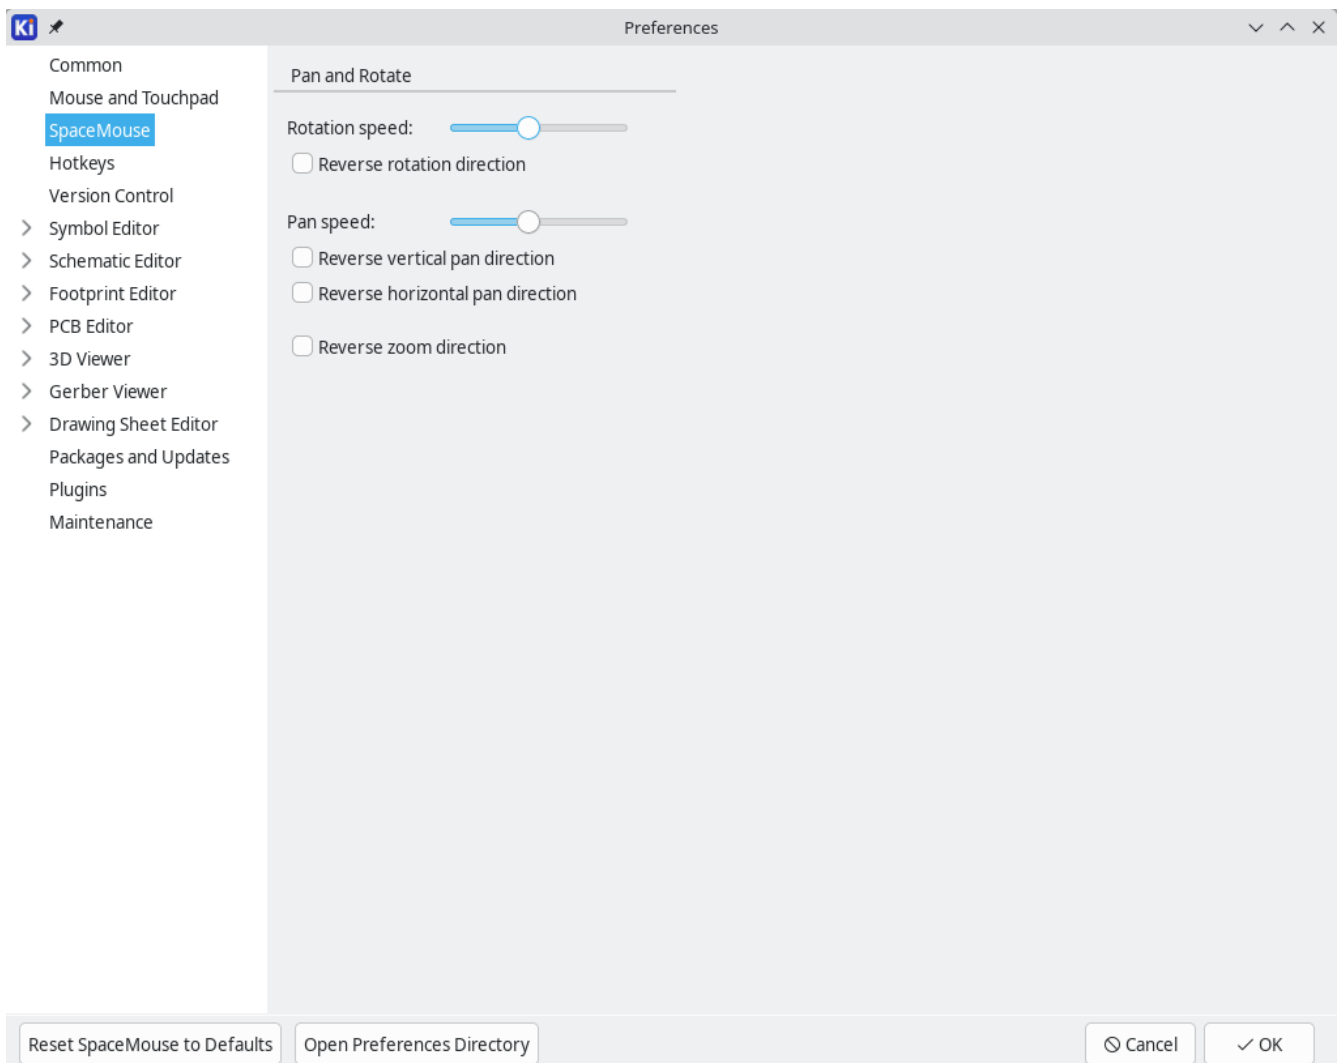 Ki
Preferences
Common
Mouse and Touchpad
SpaceMouse
Hotkeys
Version Control
Symbol Editor
Schematic Editor
Footprint Editor
PCB Editor
3D Viewer
Gerber Viewer
Drawing Sheet Editor
Packages and Updates
Plugins
Maintenance
Pan and Rotate
Rotation speed:
Reverse rotation direction
Pan speed:
Reverse vertical pan direction
Reverse horizontal pan direction
Reverse zoom direction
Reset SpaceMouse to Defaults
Open Preferences Directory
Cancel
OK